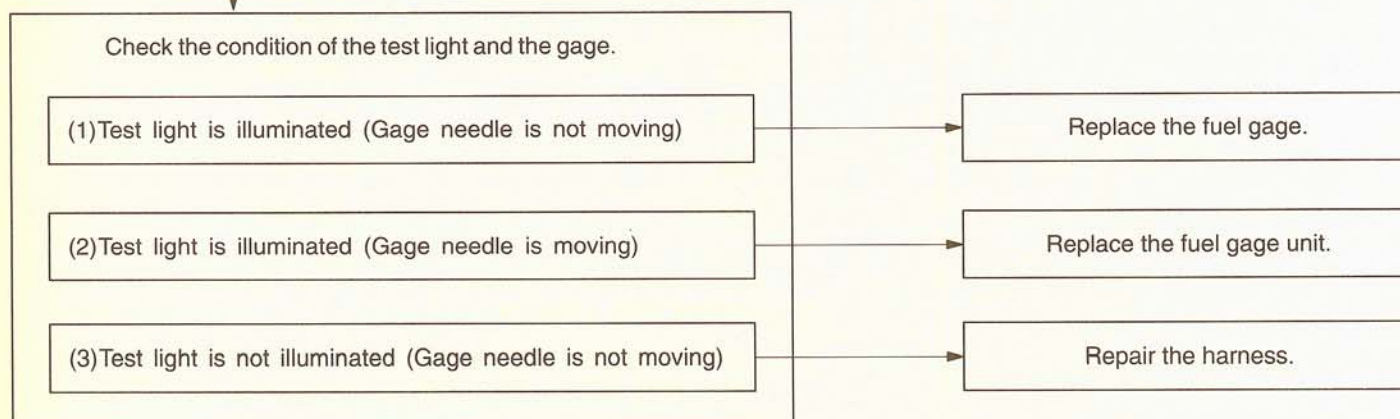 Check the condition of the test light and the gage.
(1)Test light is illuminated (Gage needle is not moving)
Replace the fuel gage.
(2)Test light is illuminated (Gage needle is moving)
Replace the fuel gage unit.
(3)Test light is not illuminated (Gage needle is not moving)
Repair the harness.